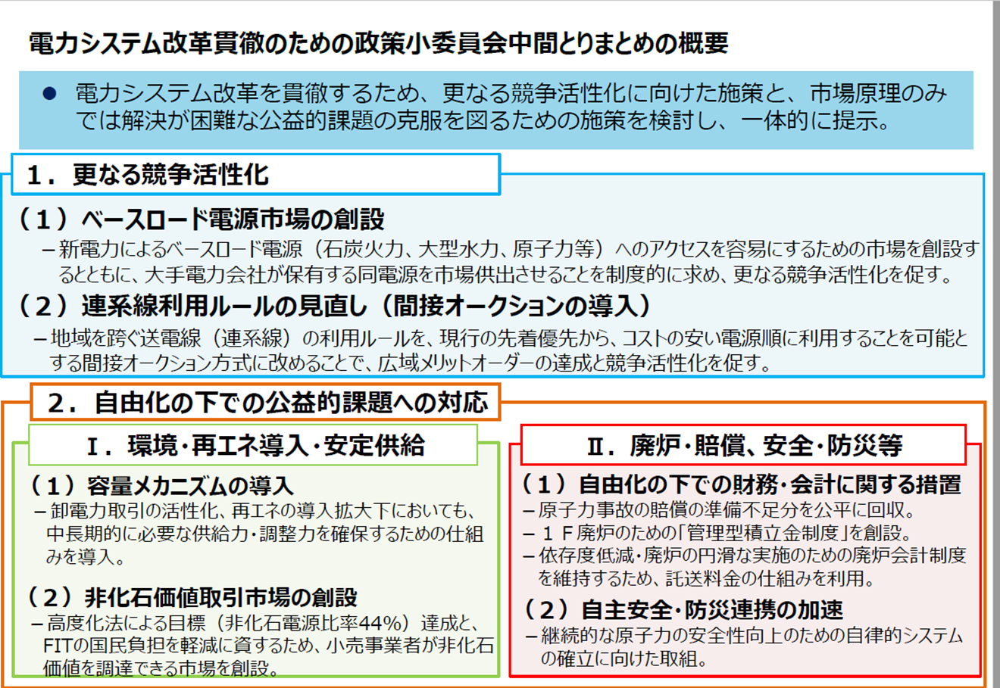 電力システム改革貫徹のための政策小委員会中間とりまとめの概要
● 電力システム改革を貫徹するため、更なる競争活性化に向けた施策と、市場原理のみ
では解決が困難な公益的課題の克服を図るための施策を検討し、一体的に提示。
１．更なる競争活性化
（１）ベースロード電源市場の創設
－新電力によるベースロード電源（石炭火力、大型水力、原子力等）へのアクセスを容易にするための市場を創設す
るとともに、大手電力会社が保有する同電源を市場供出させることを制度的に求め、更なる競争活性化を促す。
（２）連系線利用ルールの見直し（間接オークションの導入）
－地域を跨ぐ送電線（連系線）の利用ルールを、現行の先着優先から、コストの安い電源順に利用することを可能と
する間接オークション方式に改めることで、広域メリットオーダーの達成と競争活性化を促す。
２．自由化の下での公益的課題への対応
Ⅰ．環境・再エネ導入・安定供給
（１）容量メカニズムの導入
－卸電力取引の活性化、再エネの導入拡大下においても、
中長期的に必要な供給力・調整力を確保するための仕組
みを導入。
（２）非化石価値取引市場の創設
－高度化法による目標（非化石電源比率44％）達成と、
FITの国民負担を軽減に資するため、小売事業者が非化石
価値を調達できる市場を創設。
Ⅱ．廃炉・賠償、安全・防災等
（１）自由化の下での財務・会計に関する措置
－原子力事故の賠償の準備不足分を公平に回収。
－１Ｆ廃炉のための「管理型積立金制度」を創設。
－依存度低減・廃炉の円滑な実施のための廃炉会計制度
を維持するため、託送料金の仕組みを利用。
（２）自主安全・防災連携の加速
－継続的な原子力の安全性向上のための自律的システム
の確立に向けた取組。